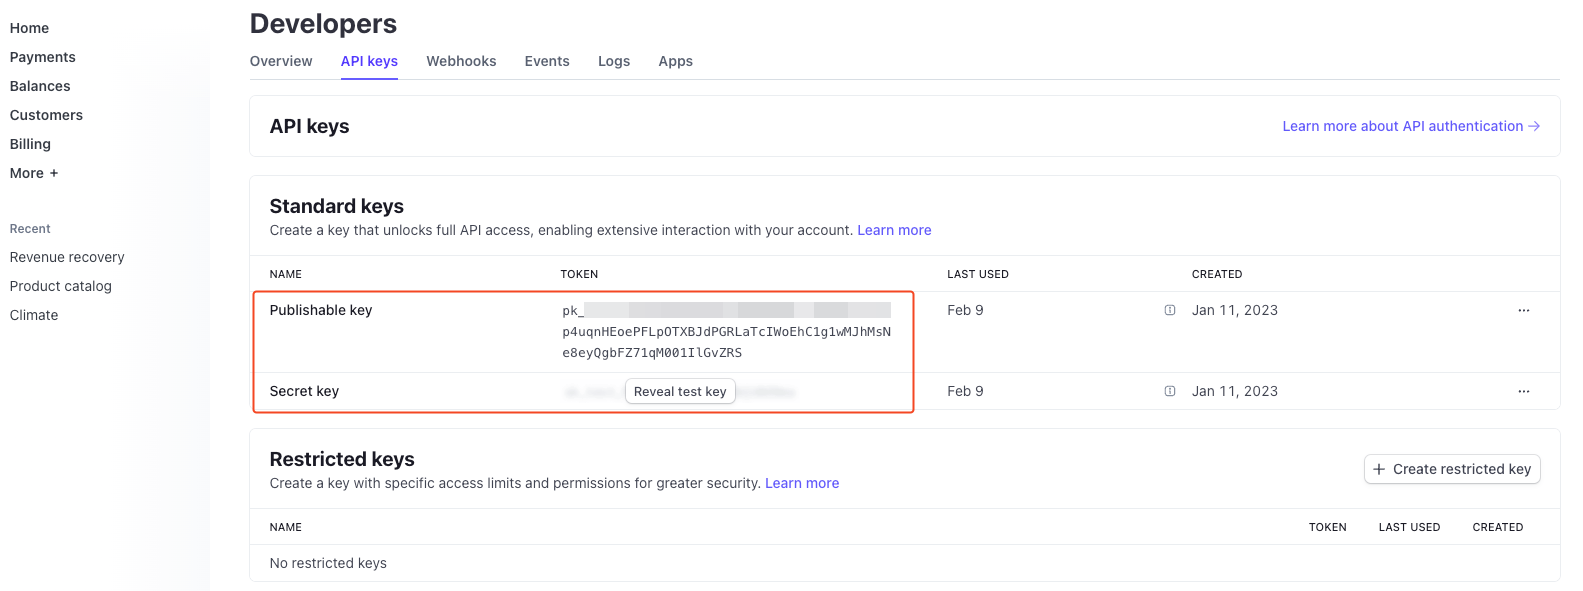 Home
Payments
Balances
Customers
Billing
More +
Recent
Revenue recovery
Product catalog
Climate
Developers
Overview API keys Webhooks Events Logs Apps
API keys
Learn more about API authentication →
Standard keys
Create a key that unlocks full API access, enabling extensive interaction with your account. Learn more
NAME TOKEN LAST USED CREATED
Publishable key pk_ Feb 9 Jan 11, 2023 ···
p4uqnHEoePFLpOTXBJdPGRLaTcIWoEhC1g1wMJhMsN
e8eyQgbFZ71qM001IlGvZRS
Secret key Reveal test key Feb 9 Jan 11, 2023 ···
Restricted keys
Create a key with specific access limits and permissions for greater security. Learn more
+ Create restricted key
NAME TOKEN LAST USED CREATED
No restricted keys